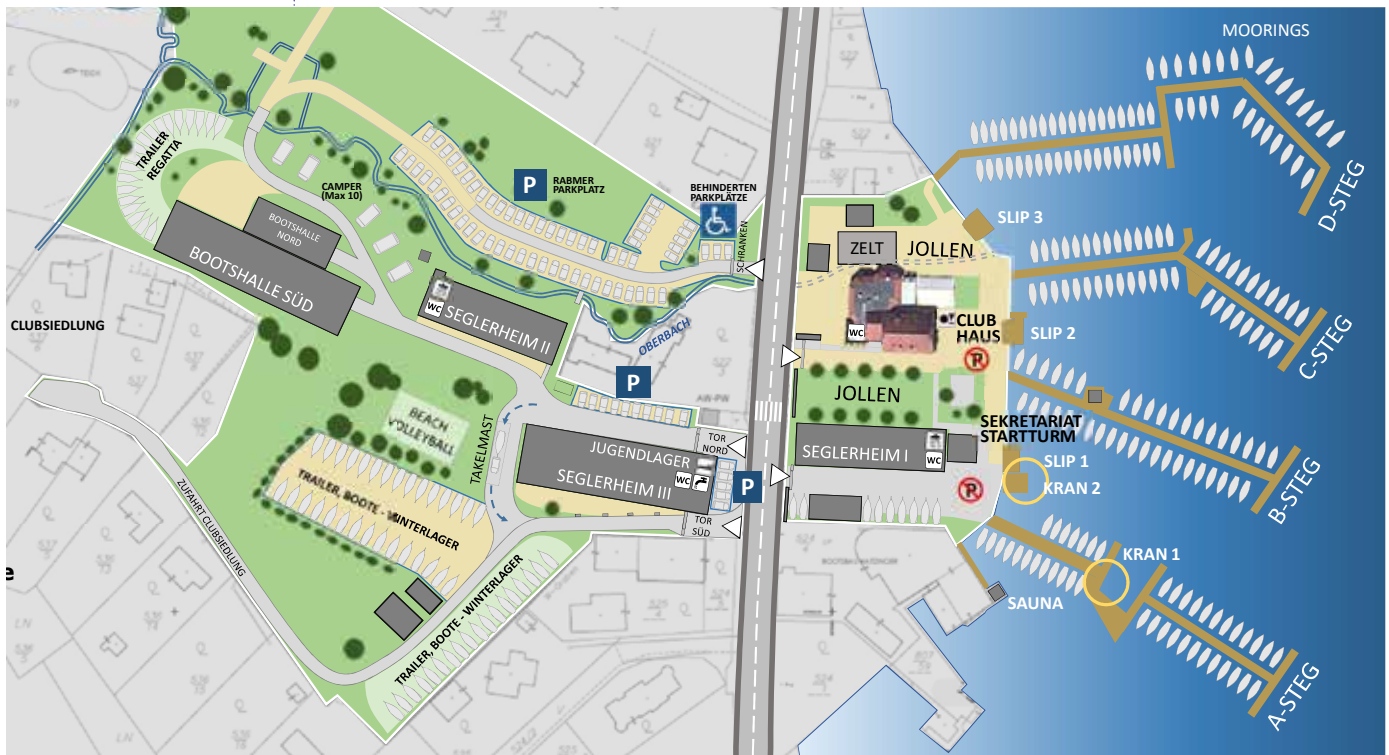 MOORINGS
D-STEG
C-STEG
B-STEG
A-STEG
TRAILER
REGATTA
CAMPER
(Max 10)
P
RABMER
PARKPLATZ
BEHINDERTEN
PARKPLÄTZE
SCHRANKEN
BOOTSHALLE
NORD
BOOTSHALLE SÜD
WC
SEGLERHEIM II
OBERBACH
CLUBSIEDLUNG
ZUFAHRT CLUBSIEDLUNG
BEACH
VOLLEYBALL
TAKELMAST
P
AW-PW
TOR
NORD
JUGENDLAGER
SEGLERHEIM III
WC
P
TOR
SÜD
TRAILER, BOOTE - WINTERLAGER
TRAILER, BOOTE - WINTERLAGER
ZELT
JOLLEN
SLIP 3
WC
CLUB
HAUS
SLIP 2
P
JOLLEN
SEKRETARIAT
STARTTURM
SEGLERHEIM I
WC
SLIP 1
KRAN 2
P
KRAN 1
SAUNA
e